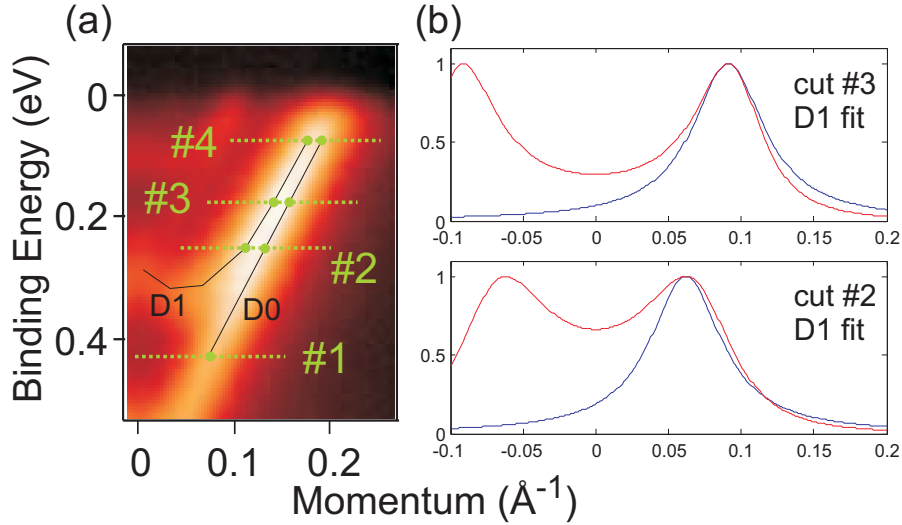 (a)
Binding Energy (eV)
0
0.2
0.4
#4
#3
#2
#1
D1
D0
0 0.1 0.2
(b)
cut #3
D1 fit
1
0.5
0
-0.1 -0.05 0 0.05 0.1 0.15 0.2
cut #2
D1 fit
1
0.5
0
-0.1 -0.05 0 0.05 0.1 0.15 0.2
Momentum (Å⁻¹)